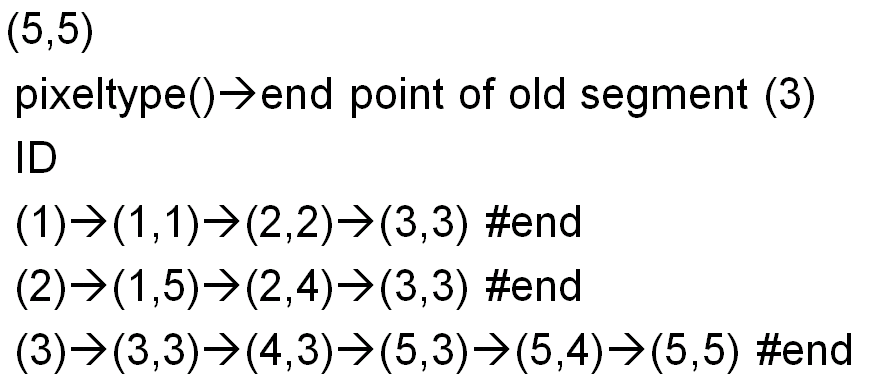 (5,5)
pixeltype()→end point of old segment (3)
ID
(1)→(1,1)→(2,2)→(3,3) #end
(2)→(1,5)→(2,4)→(3,3) #end
(3)→(3,3)→(4,3)→(5,3)→(5,4)→(5,5) #end